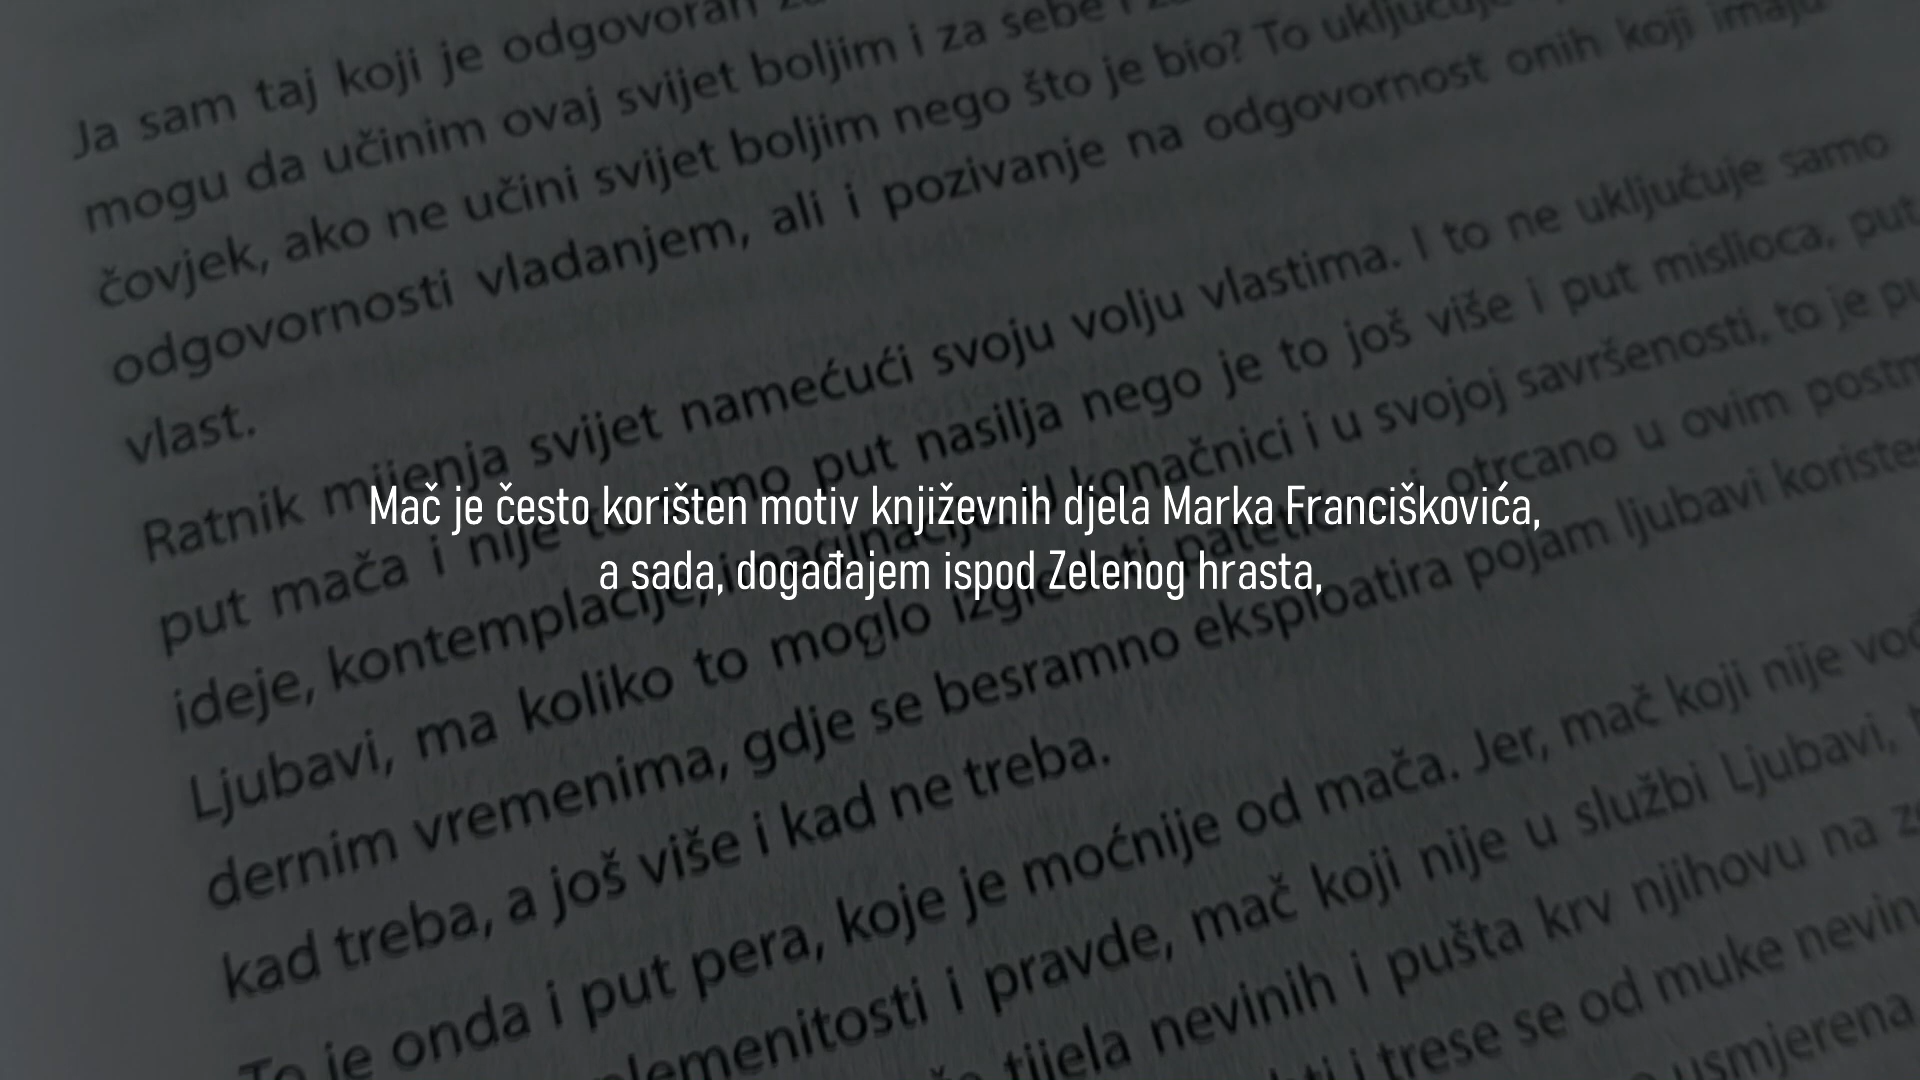 Ja sam taj koji je odgovoran
mogu da učinim ovaj svijet boljim i za sebe i
čovjek, ako ne učini svijet boljim nego što je bio? To uključuje
odgovornosti vladanjem, ali i pozivanje na odgovornost onih koji imaju
vlast.
Ratnik mijenja svijet namećući svoju volju vlastima. I to ne uključuje samo
put mača i nije to samo put nasilja nego je to još više i put mislioca, put
ideje, kontemplacije, imaginacije. U konačnici i u svojoj savršenosti, to je
Ljubavi, ma koliko to moglo izgledati patetično i otrcano u ovim
dernim vremenima, gdje se besramno eksploatira pojam ljubavi
kad treba, a još više i kad ne treba.
To je onda i put pera, koje je moćnije od mača. Jer, mač koji nije
i pravde, mač koji nije u službi Ljubavi,
tijela nevinih i pušta krv njihovu na
i trese se od muke
usmjerena
Mač je često korišten motiv književnih djela Marka Franciškovića,
a sada, događajem ispod Zelenog hrasta,